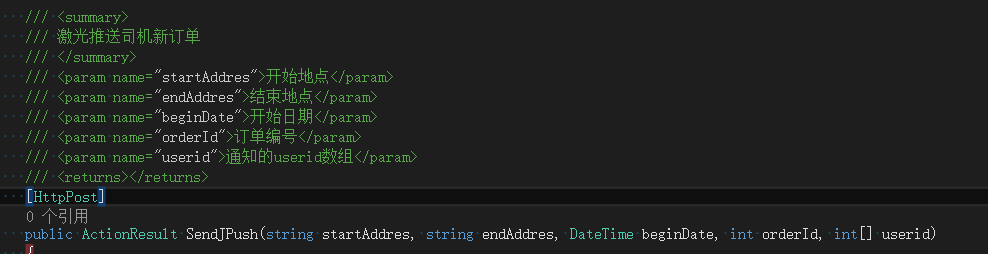 /// <summary>
/// 激光推送司机新订单
/// </summary>
/// <param name="startAddres">开始地点</param>
/// <param name="endAddres">结束地点</param>
/// <param name="beginDate">开始日期</param>
/// <param name="orderId">订单编号</param>
/// <param name="userid">通知的userid数组</param>
/// <returns></returns>
[HttpPost]
0 个引用
public ActionResult SendJPush(string startAddres, string endAddres, DateTime beginDate, int orderId, int[] userid)
{